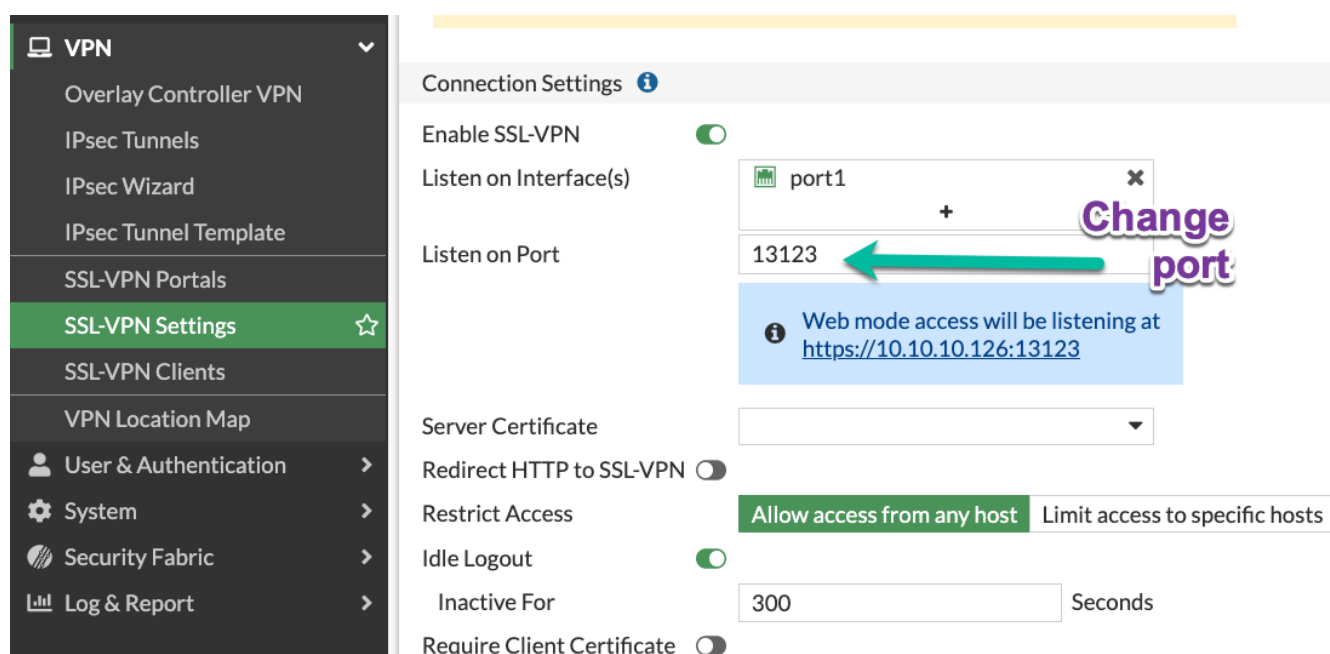 VPN
Overlay Controller VPN
IPsec Tunnels
IPsec Wizard
IPsec Tunnel Template
SSL-VPN Portals
SSL-VPN Settings
SSL-VPN Clients
VPN Location Map
User & Authentication
System
Security Fabric
Log & Report
Connection Settings
Enable SSL-VPN
Listen on Interface(s)
port1
+
Change
port
Listen on Port
13123
Web mode access will be listening at
https://10.10.10.126:13123
Server Certificate
Redirect HTTP to SSL-VPN
Restrict Access
Allow access from any host
Limit access to specific hosts
Idle Logout
Inactive For
300
Seconds
Require Client Certificate